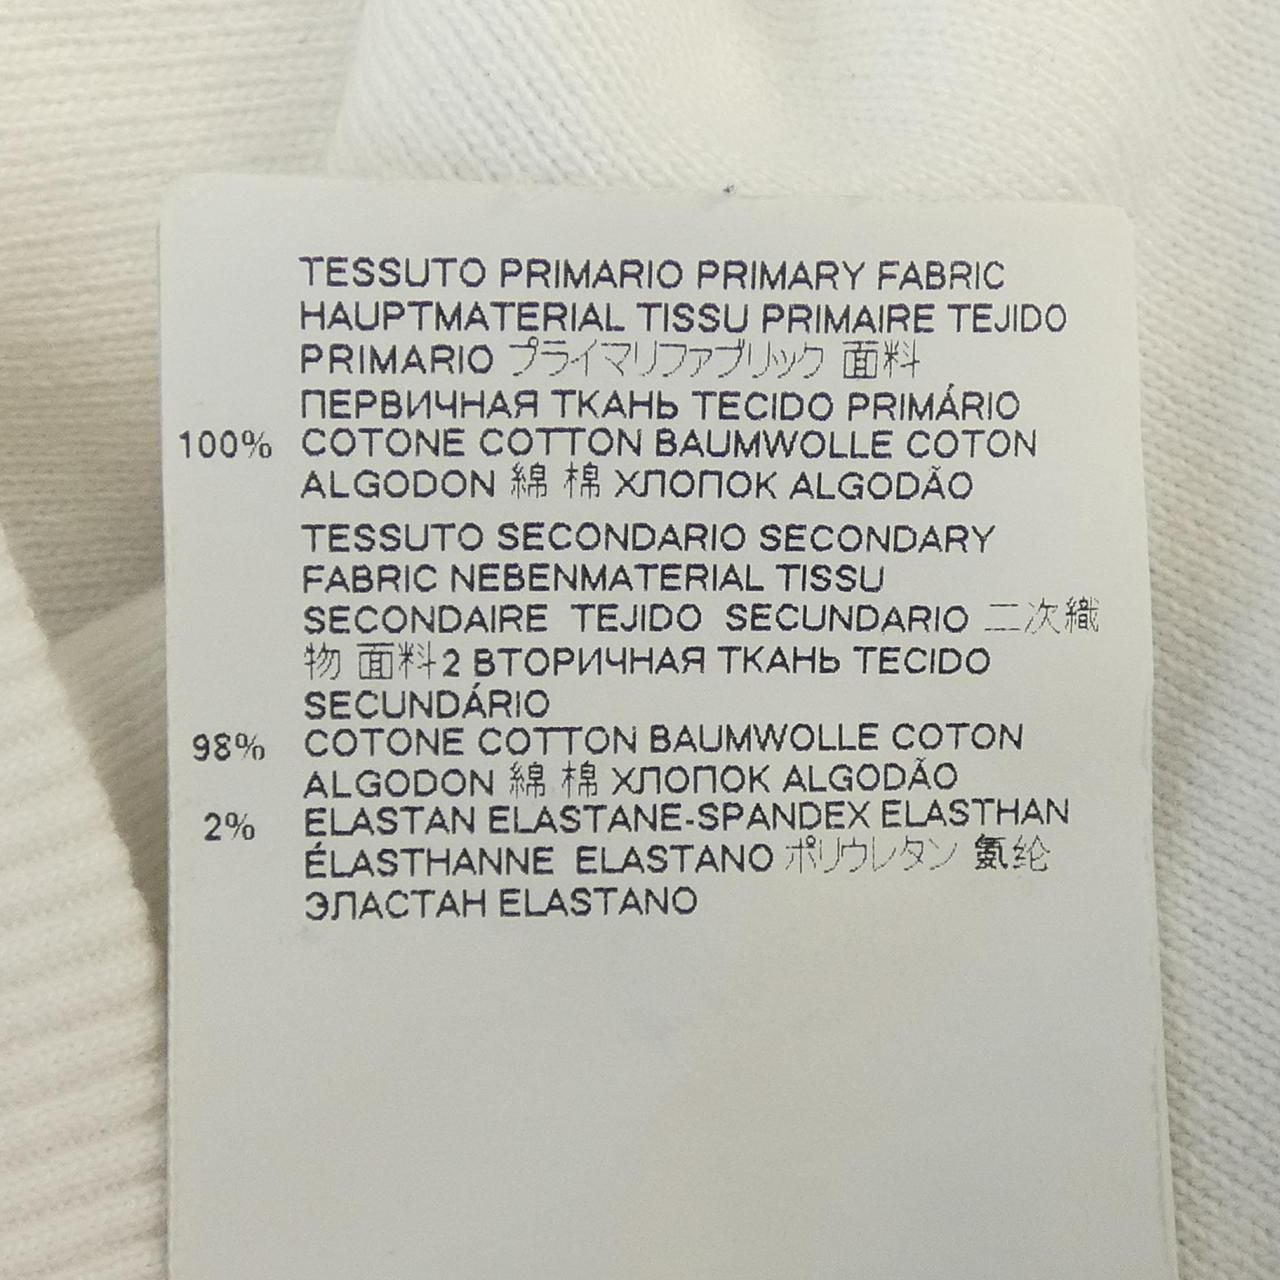 TESSUTO PRIMARIO PRIMARY FABRIC
HAUPTMATERIAL TISSU PRIMAIRE TEJIDO
PRIMARIO プライマリファブリック 面料
ПЕРВИЧНАЯ ТКАНЬ TECIDO PRIMÁRIO
100% COTONE COTTON BAUMWOLLE COTON
ALGODON 綿 棉 ХЛОПОК ALGODÃO
TESSUTO SECONDARIO SECONDARY
FABRIC NEBENMATERIAL TISSU
SECONDAIRE TEJIDO SECUNDARIO 二次織
物 面料2 ВТОРИЧНАЯ ТКАНЬ TECIDO
SECUNDÁRIO
98% COTONE COTTON BAUMWOLLE COTON
ALGODON 綿 棉 ХЛОПОК ALGODÃO
2% ELASTAN ELASTANE-SPANDEX ELASTHAN
ÉLASTHANNE ELASTANO ポリウレタン 氨纶
ЭЛАСТАН ELASTANO